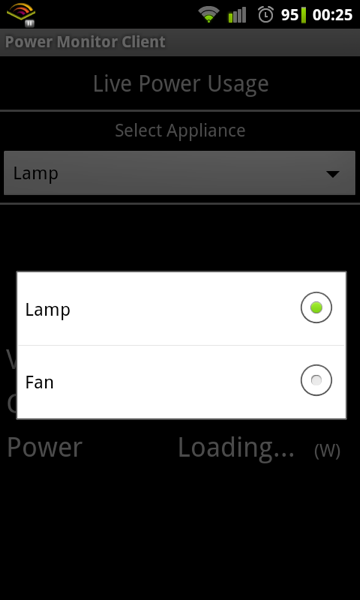 95 00:25
Power Monitor Client
Live Power Usage
Select Appliance
Lamp
Lamp
Fan
Power Loading... (W)